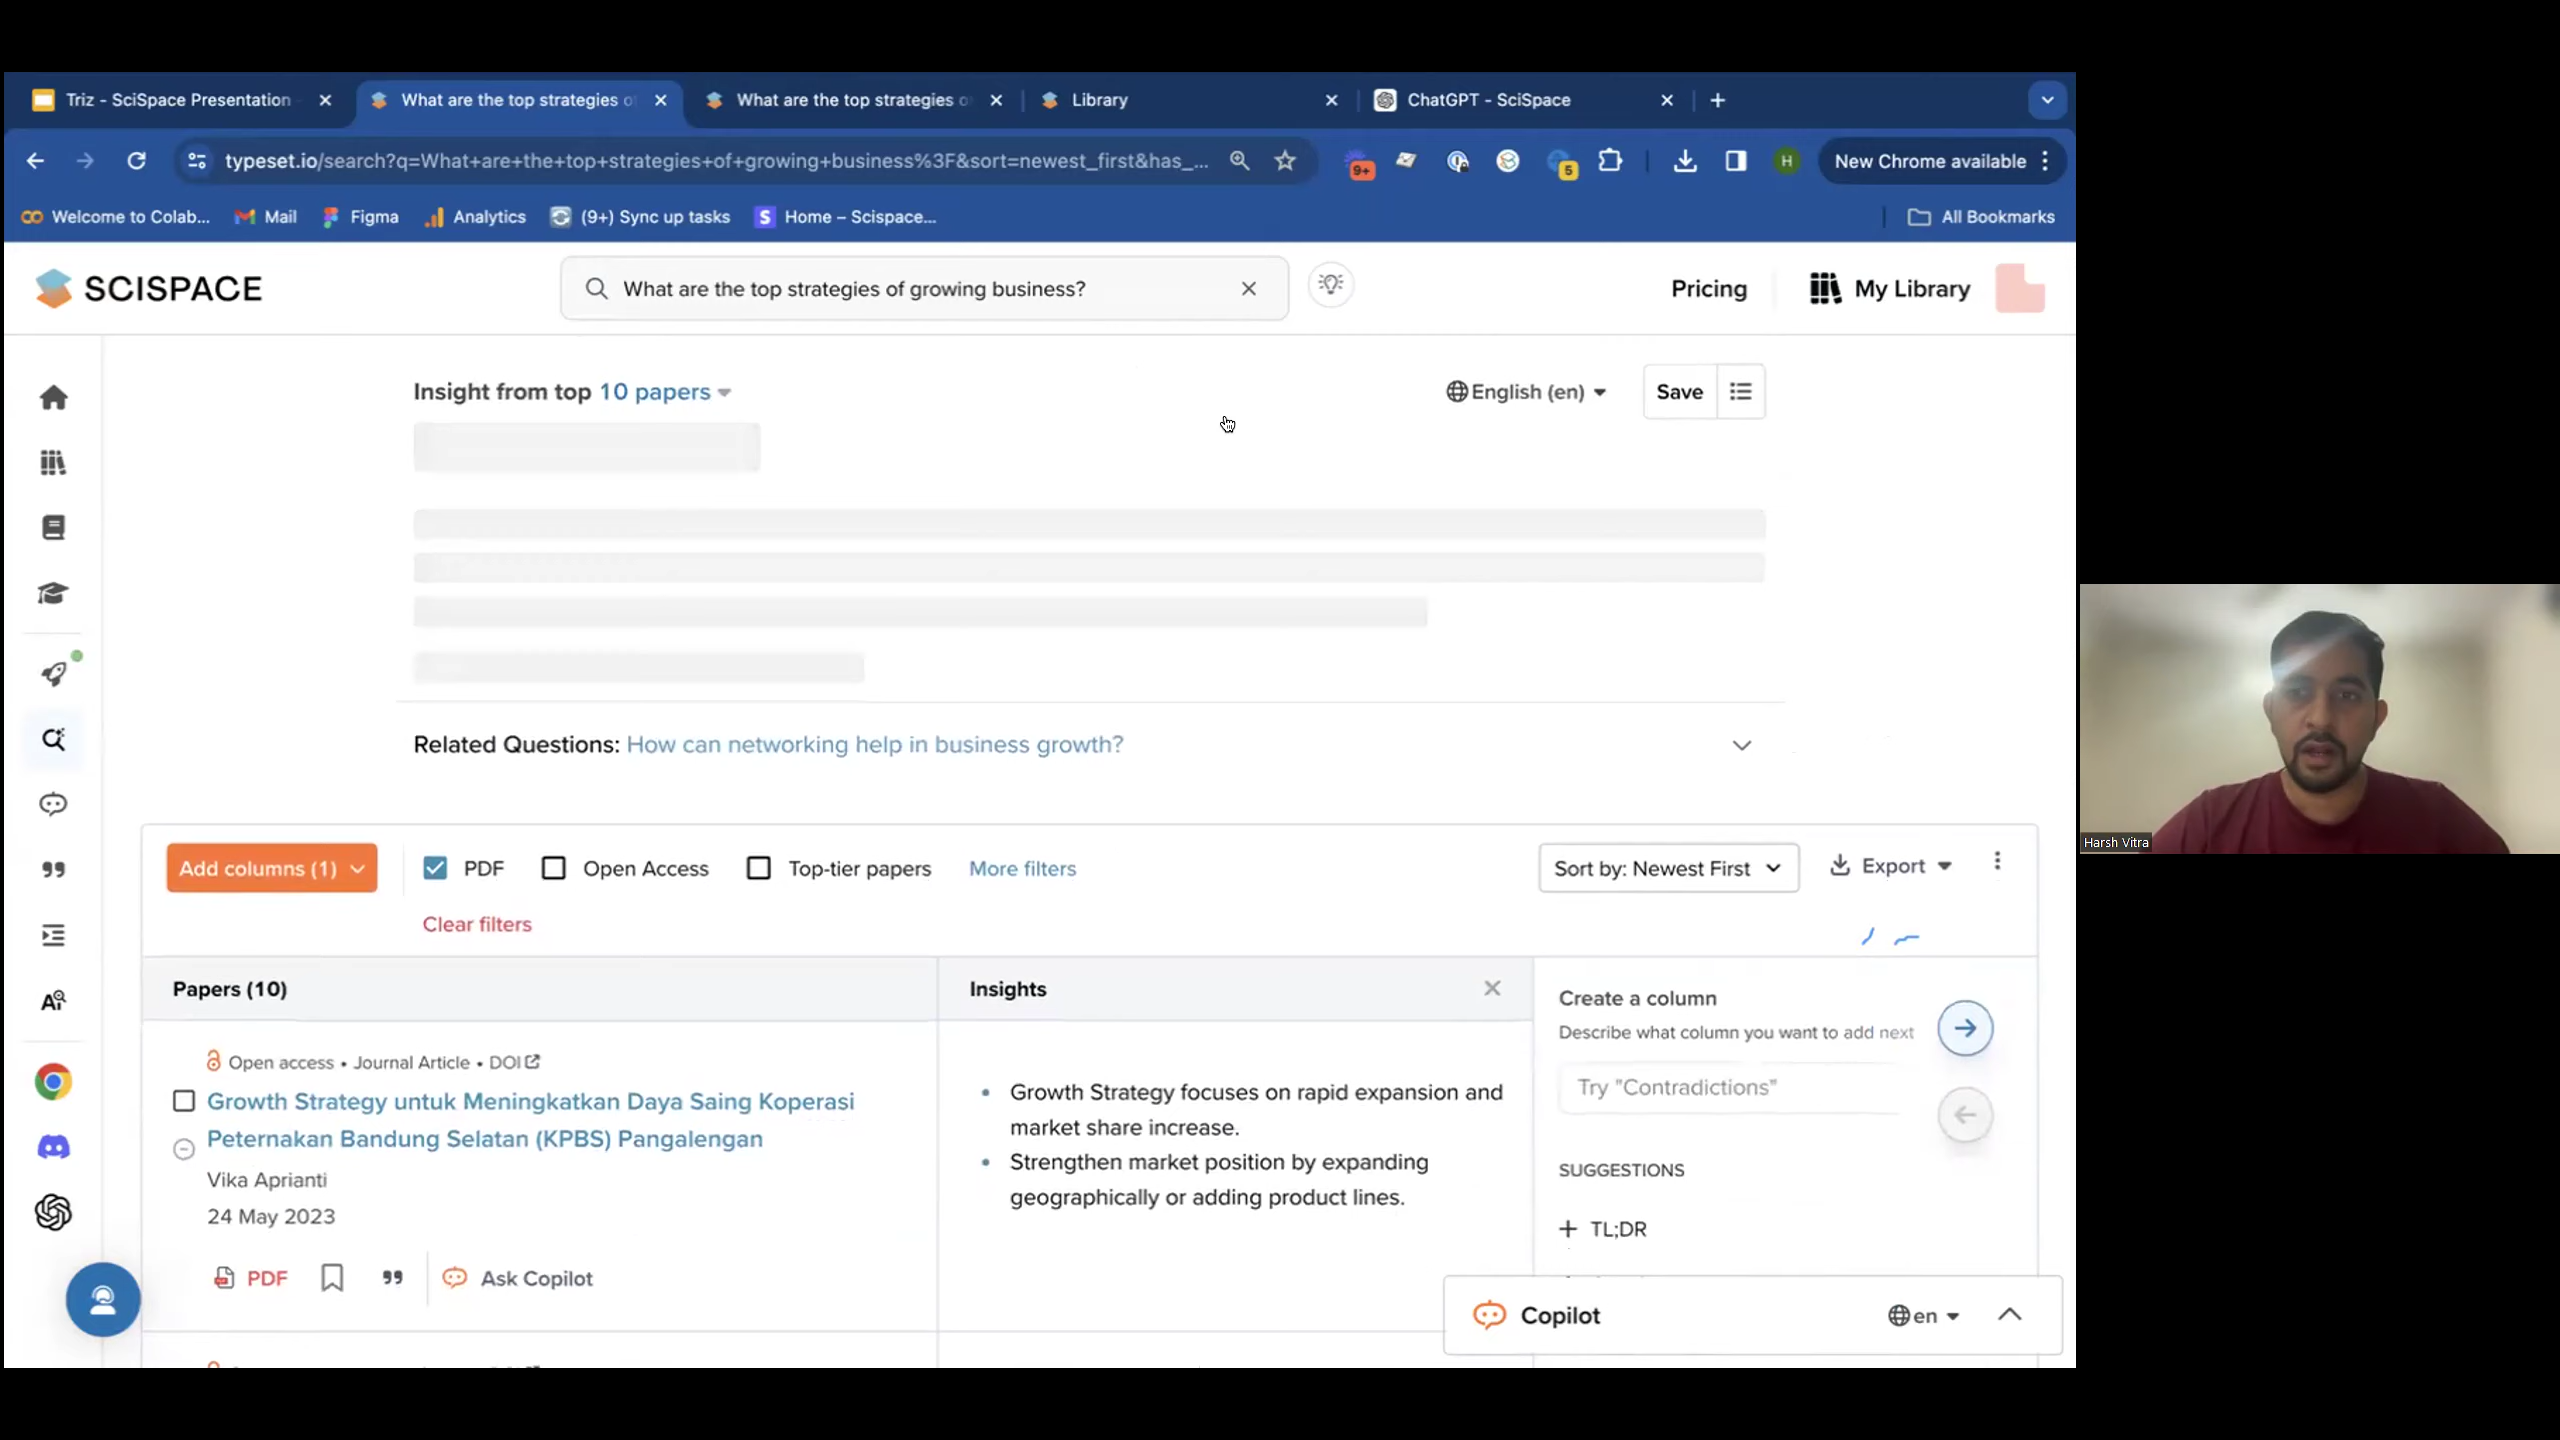 Triz - SciSpace Presentation
What are the top strategies o
What are the top strategies o
Library
ChatGPT - SciSpace
typeset.io/search?q=What+are+the+top+strategies+of+growing+business%3F&sort=newest_first&has_...
9+
5
H
New Chrome available
Welcome to Colab...
Mail
Figma
Analytics
(9+) Sync up tasks
S
Home – Scispace...
All Bookmarks
SCISPACE
What are the top strategies of growing business?
Pricing
My Library
Insight from top 10 papers
English (en)
Save
Related Questions: How can networking help in business growth?
Add columns (1)
PDF
Open Access
Top-tier papers
More filters
Sort by: Newest First
Export
Clear filters
Papers (10)
Insights
Create a column
Describe what column you want to add next
Try "Contradictions"
Open access • Journal Article • DOI
Growth Strategy untuk Meningkatkan Daya Saing Koperasi
Peternakan Bandung Selatan (KPBS) Pangalengan
Vika Aprianti
24 May 2023
PDF
Ask Copilot
• Growth Strategy focuses on rapid expansion and
market share increase.
• Strengthen market position by expanding
geographically or adding product lines.
SUGGESTIONS
+ TL;DR
Copilot
en
Harsh Vitra